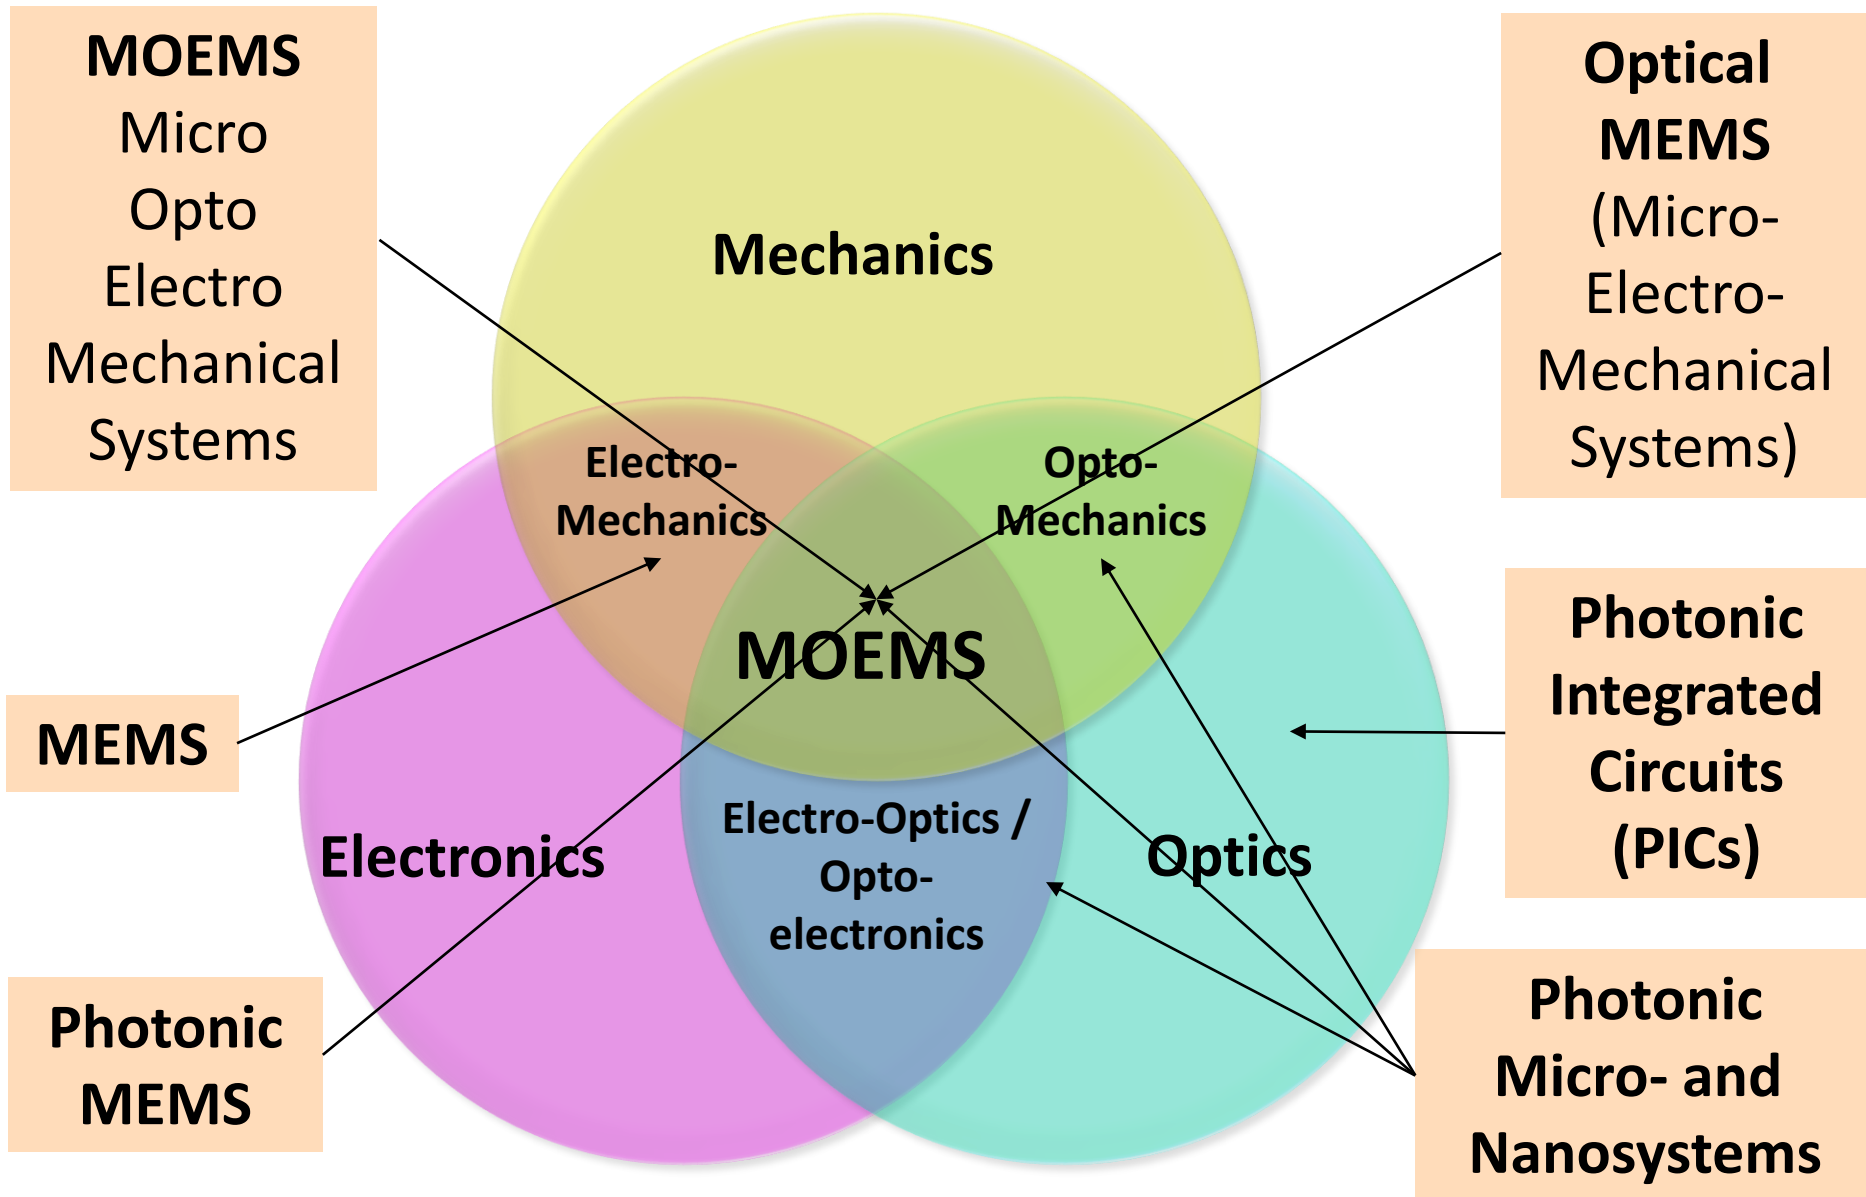 MOEMS
Micro
Opto
Electro
Mechanical
Systems
Optical
MEMS
(Micro-
Electro-
Mechanical
Systems)
Mechanics
Electro-
Mechanics
Opto-
Mechanics
MOEMS
MEMS
Photonic
Integrated
Circuits
(PICs)
Electronics
Electro-Optics /
Opto-
electronics
Optics
Photonic
MEMS
Photonic
Micro- and
Nanosystems